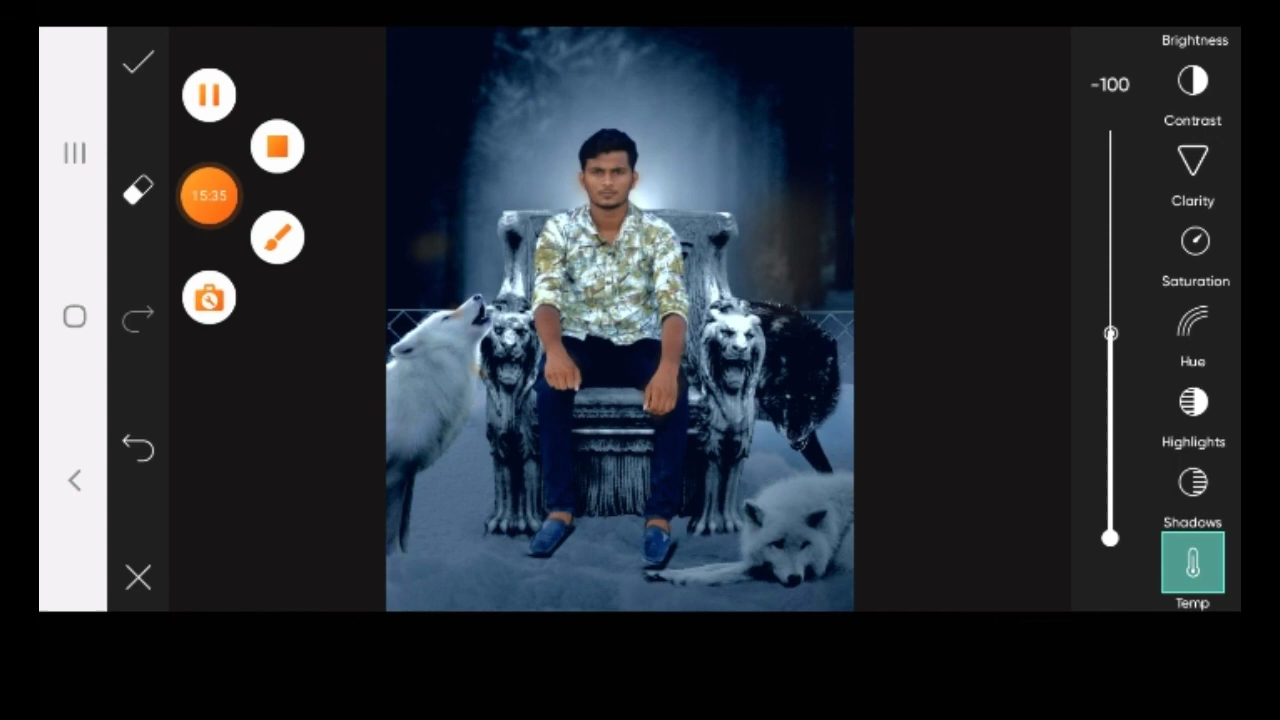 15:35
-100
Brightness
Contrast
Clarity
Saturation
Hue
Highlights
Shadows
Temp